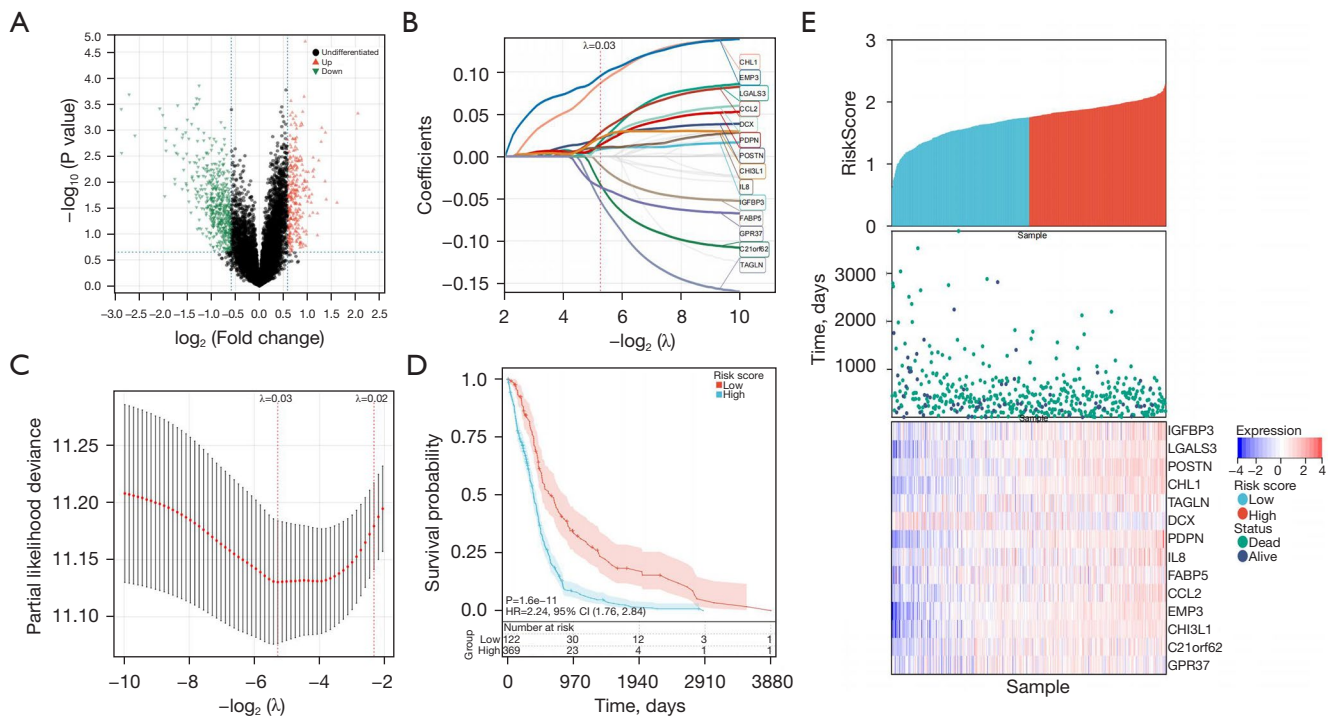 A
5.0
4.5
4.0
3.5
3.0
2.5
2.0
1.5
1.0
0.5
0.0
−log10 (P value)
Undifferentiated
Up
Down
−3.0 −2.5 −2.0 −1.5 −1.0 −0.5 0.0 0.5 1.0 1.5 2.0 2.5
log2 (Fold change)
B
λ=0.03
0.10
0.05
0.00
−0.05
−0.10
−0.15
Coefficients
CHL1
EMP3
LGALS3
CCL2
DCX
PDPN
POSTN
CHI3L1
IL8
IGFBP3
FABP5
GPR37
C21orf62
TAGLN
2 4 6 8 10
−log2 (λ)
C
λ=0.03 λ=0.02
11.25
11.20
11.15
11.10
Partial likelihood deviance
−10 −8 −6 −4 −2
−log2 (λ)
D
1.0
0.75
0.5
0.25
0.0
Survival probability
Risk score
Low
High
P=1.6e−11
HR=2.24, 95% CI (1.76, 2.84)
Number at risk
Group
Low 122 30 12 3 1
High 369 23 4 1 1
0 970 1940 2910 3880
Time, days
E
3
2
1
0
RiskScore
Sample
3000
2000
1000
Time, days
Sample
IGFBP3
LGALS3
POSTN
CHL1
TAGLN
DCX
PDPN
IL8
FABP5
CCL2
EMP3
CHI3L1
C21orf62
GPR37
Sample
Expression
−4 −2 0 2 4
Risk score
Low
High
Status
Dead
Alive